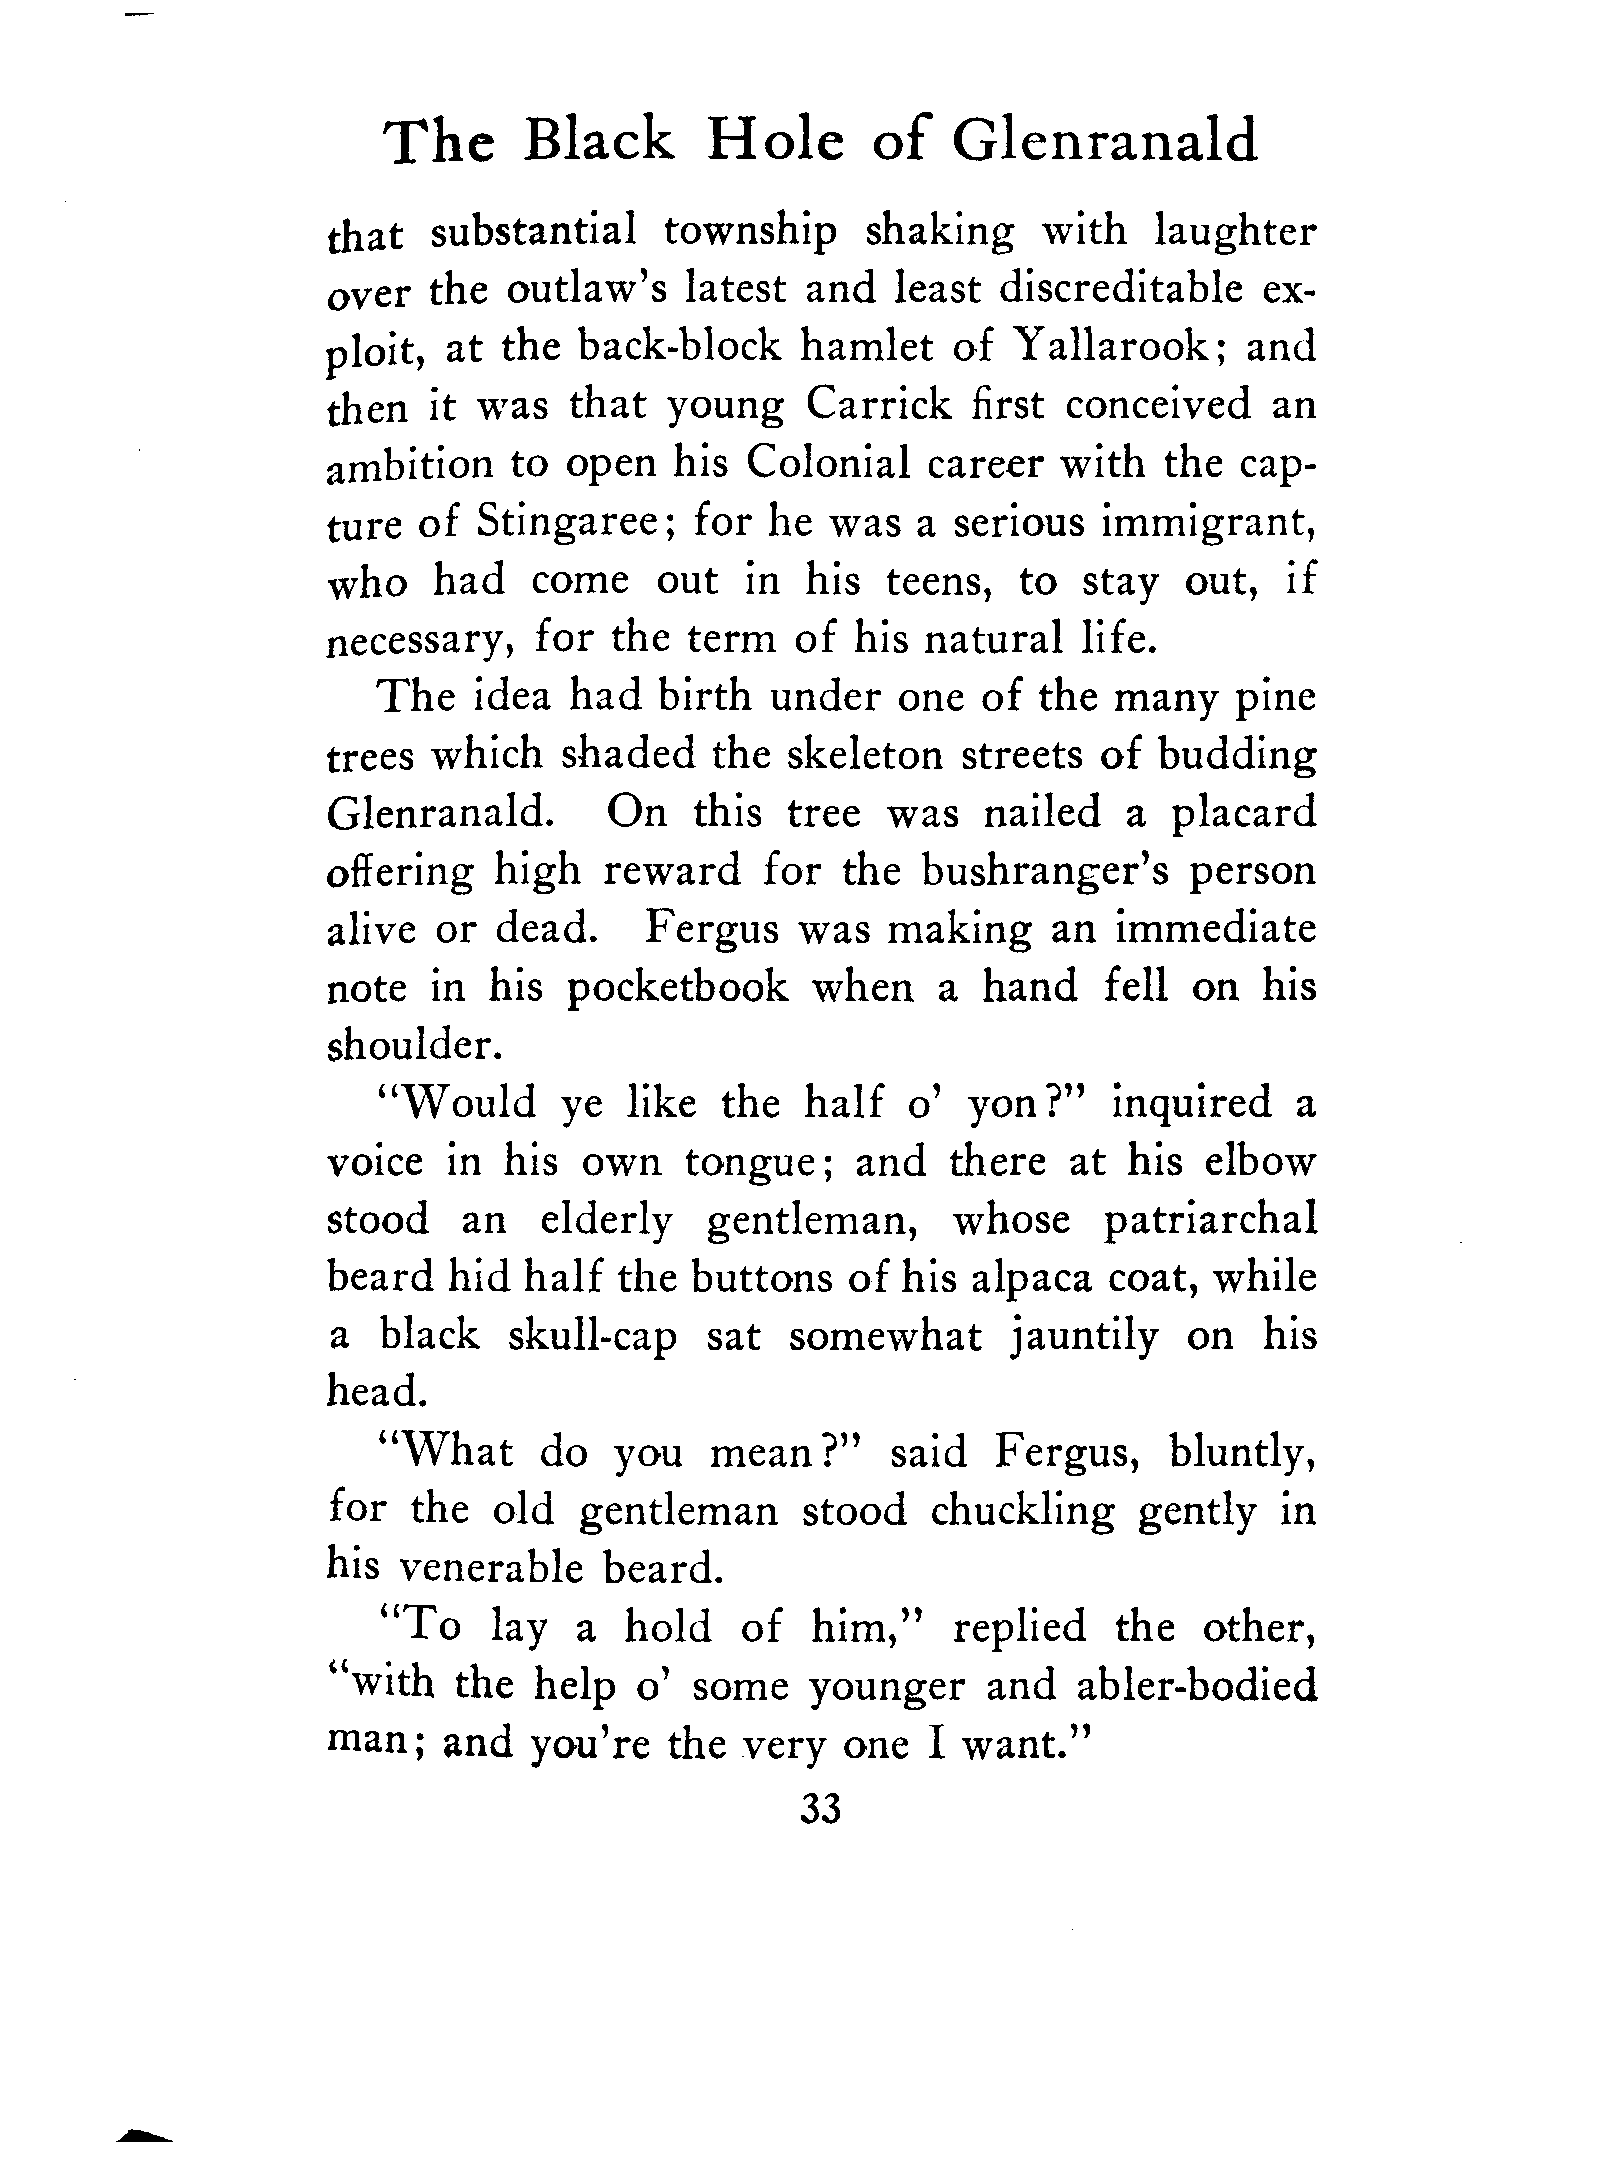 The Black Hole of Glenranald
that substantial township shaking with laughter
over the outlaw's latest and least discreditable ex-
ploit, at the back-block hamlet of Yallarook; and
then it was that young Carrick first conceived an
ambition to open his Colonial career with the cap-
ture of Stingaree; for he was a serious immigrant,
who had come out in his teens, to stay out, if
necessary, for the term of his natural life.
The idea had birth under one of the many pine
trees which shaded the skeleton streets of budding
Glenranald. On this tree was nailed a placard
offering high reward for the bushranger's person
alive or dead. Fergus was making an immediate
note in his pocketbook when a hand fell on his
shoulder.
"Would ye like the half o' yon?" inquired a
voice in his own tongue; and there at his elbow
stood an elderly gentleman, whose patriarchal
beard hid half the buttons of his alpaca coat, while
a black skull-cap sat somewhat jauntily on his
head.
"What do you mean?" said Fergus, bluntly,
for the old gentleman stood chuckling gently in
his venerable beard.
"To lay a hold of him," replied the other,
"with the help o' some younger and abler-bodied
man; and you're the very one I want."
33